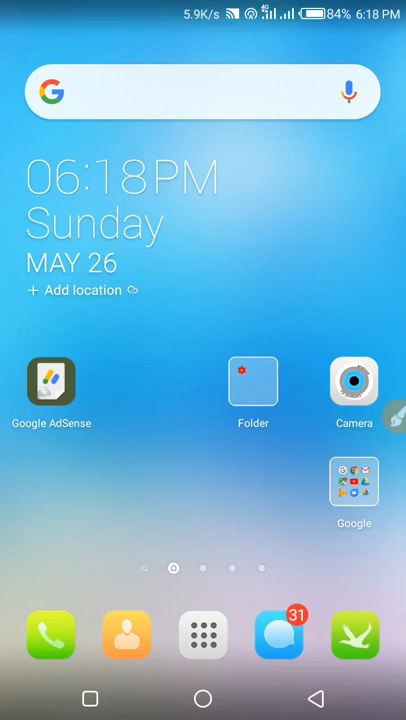 5.9K/s 4G 84% 6:18 PM
06:18PM
Sunday
MAY 26
+ Add location
Google AdSense
Folder
Camera
Google
31